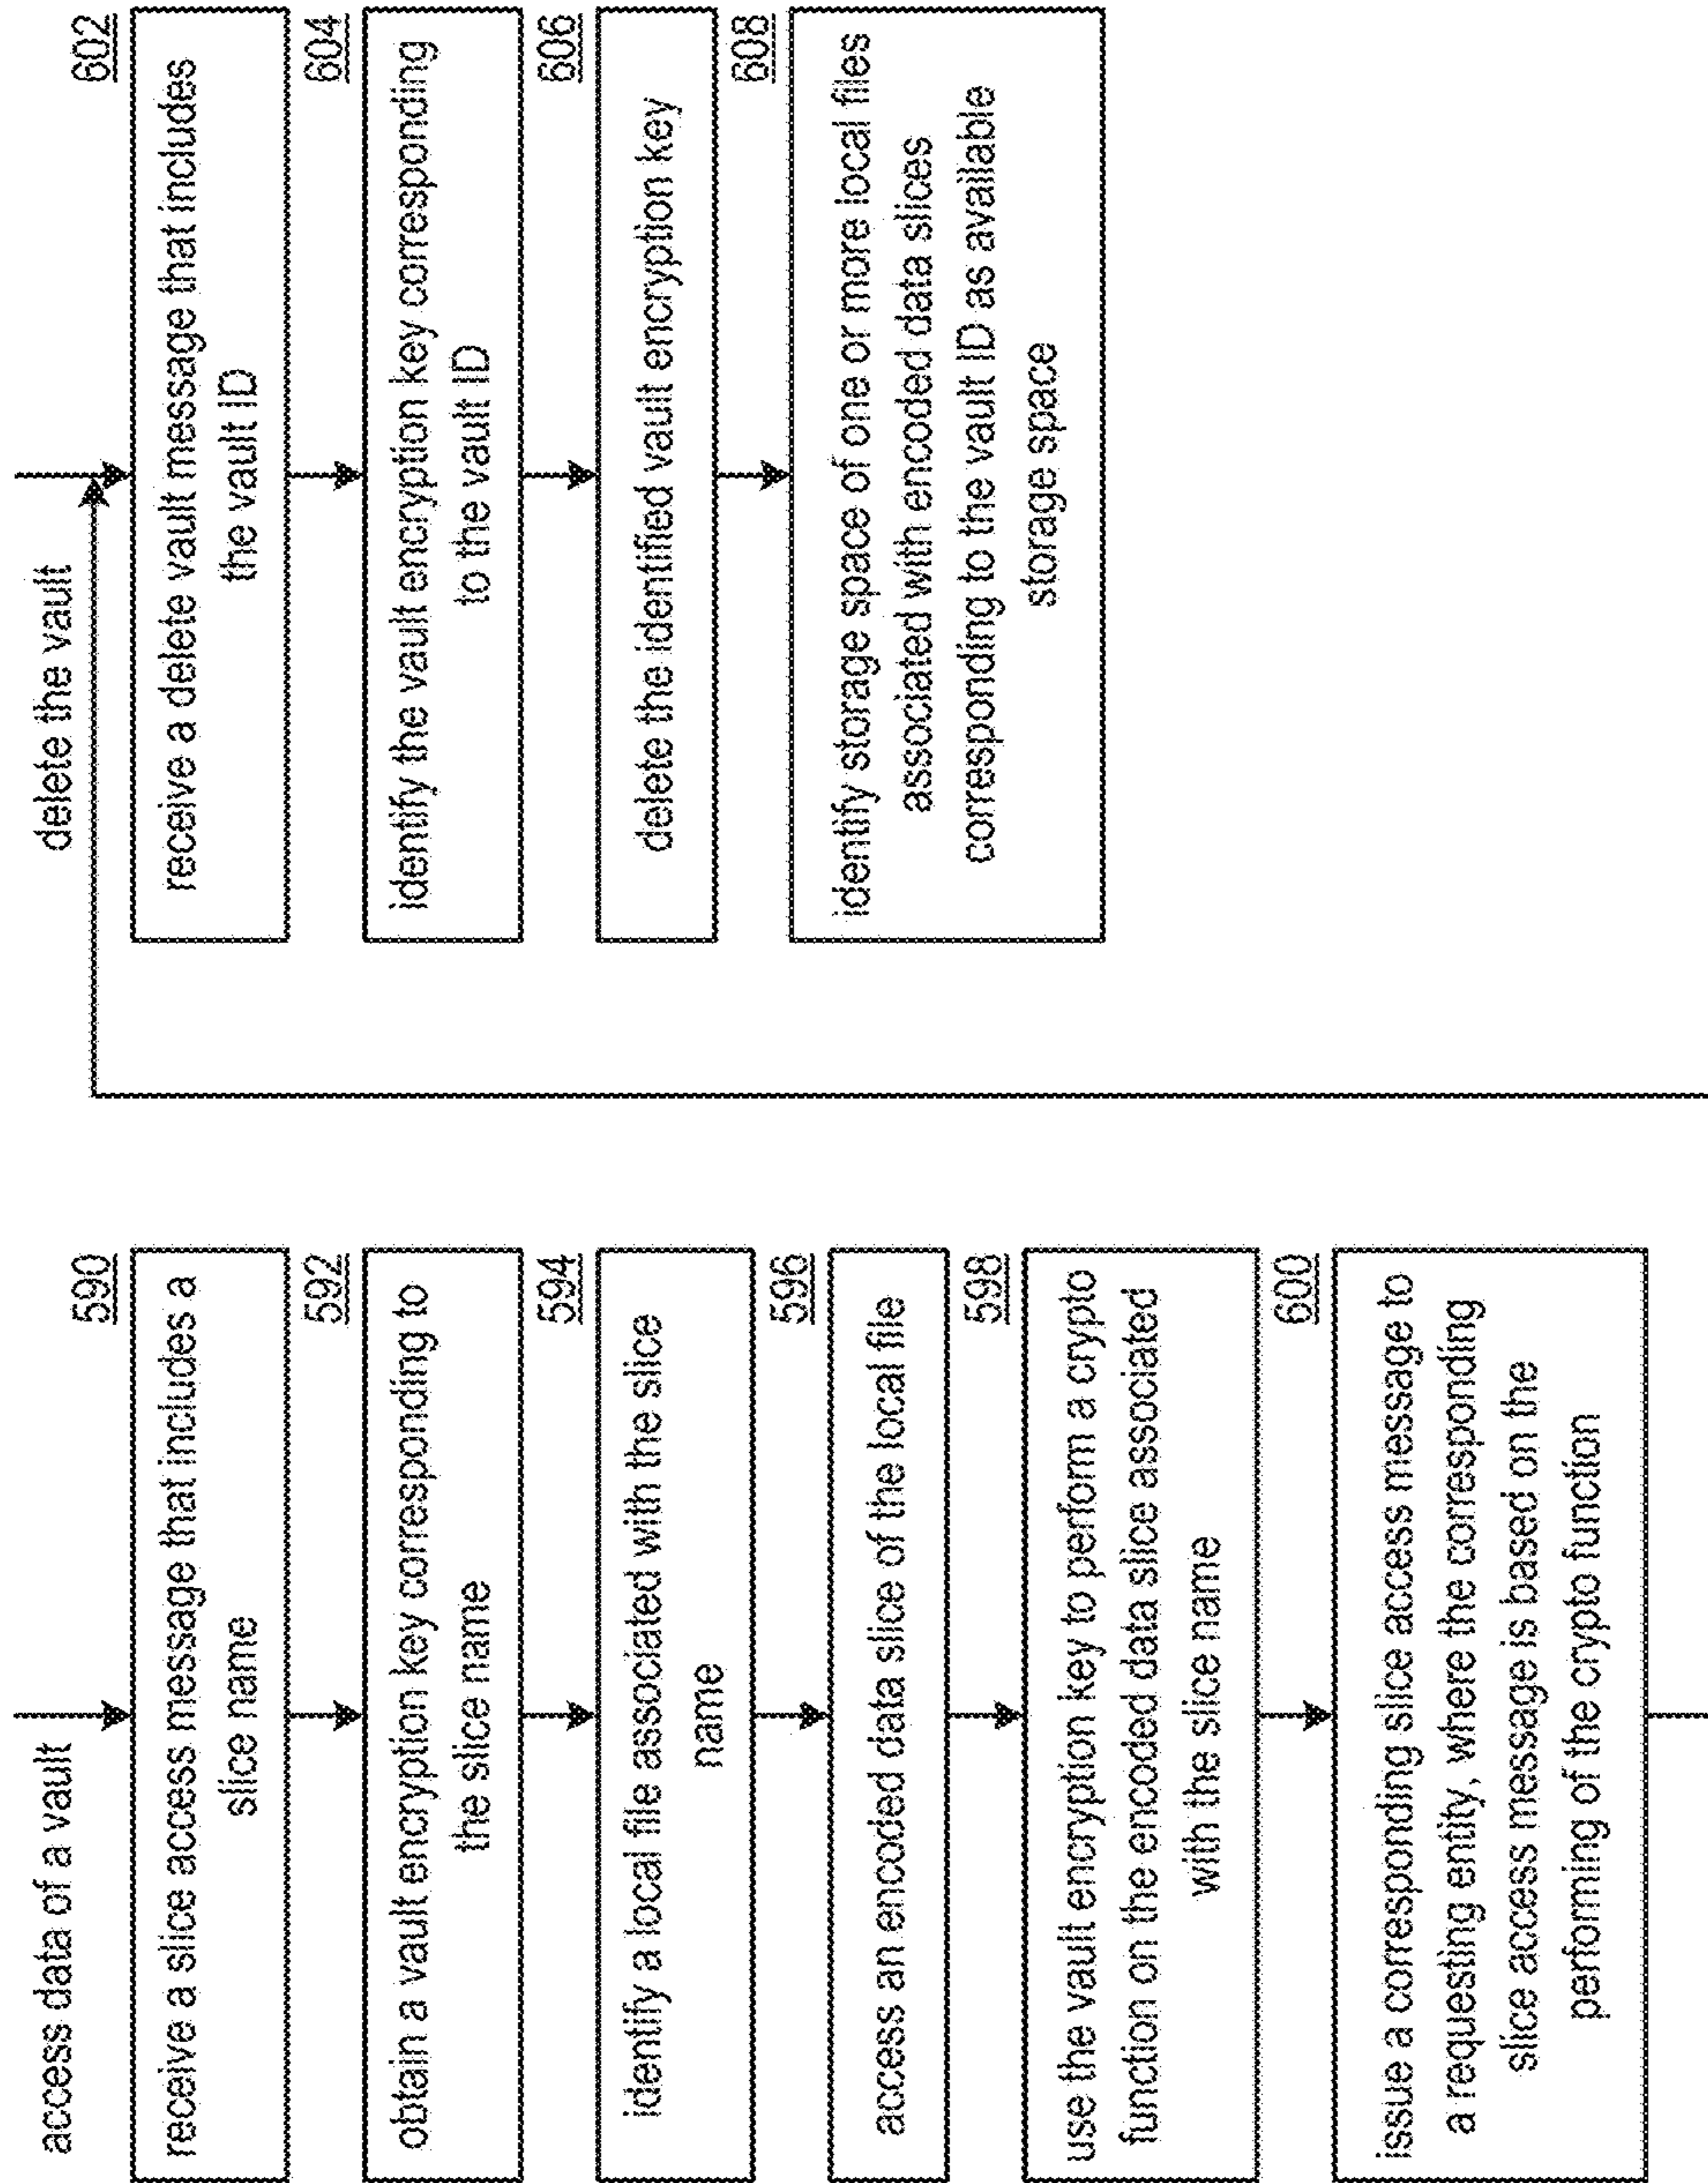 access data of a vault
590
receive a slice access message that includes a
slice name
592
obtain a vault encryption key corresponding to
the slice name
594
identify a local file associated with the slice
name
596
access an encoded data slice of the local file
598
use the vault encryption key to perform a crypto
function on the encoded data slice associated
with the slice name
600
issue a corresponding slice access message to
a requesting entity, where the corresponding
slice access message is based on the
performing of the crypto function
delete the vault
602
receive a delete vault message that includes
the vault ID
604
identify the vault encryption key corresponding
to the vault ID
606
delete the identified vault encryption key
608
identify storage space of one or more local files
associated with encoded data slices
corresponding to the vault ID as available
storage space